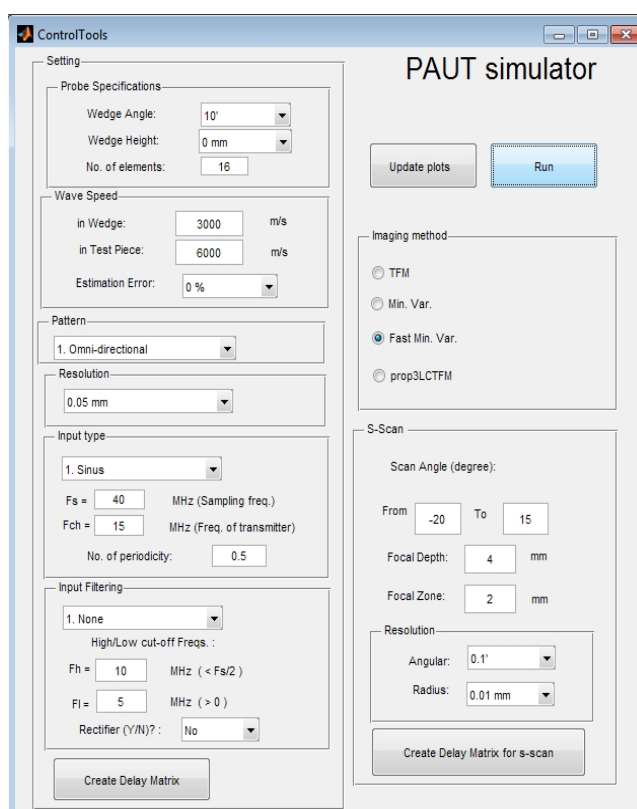 ControlTools
Setting
Probe Specifications
Wedge Angle: 10'
Wedge Height: 0 mm
No. of elements: 16
Wave Speed
in Wedge: 3000 m/s
in Test Piece: 6000 m/s
Estimation Error: 0 %
Pattern
1. Omni-directional
Resolution
0.05 mm
Input type
1. Sinus
Fs = 40 MHz (Sampling freq.)
Fch = 15 MHz (Freq. of transmitter)
No. of periodicity: 0.5
Input Filtering
1. None
High/Low cut-off Freqs. :
Fh = 10 MHz ( < Fs/2 )
Fl = 5 MHz ( > 0 )
Rectifier (Y/N)? : No
Create Delay Matrix
PAUT simulator
Update plots
Run
Imaging method
TFM
Min. Var.
Fast Min. Var.
prop3LCTFM
S-Scan
Scan Angle (degree):
From -20 To 15
Focal Depth: 4 mm
Focal Zone: 2 mm
Resolution
Angular: 0.1'
Radius: 0.01 mm
Create Delay Matrix for s-scan